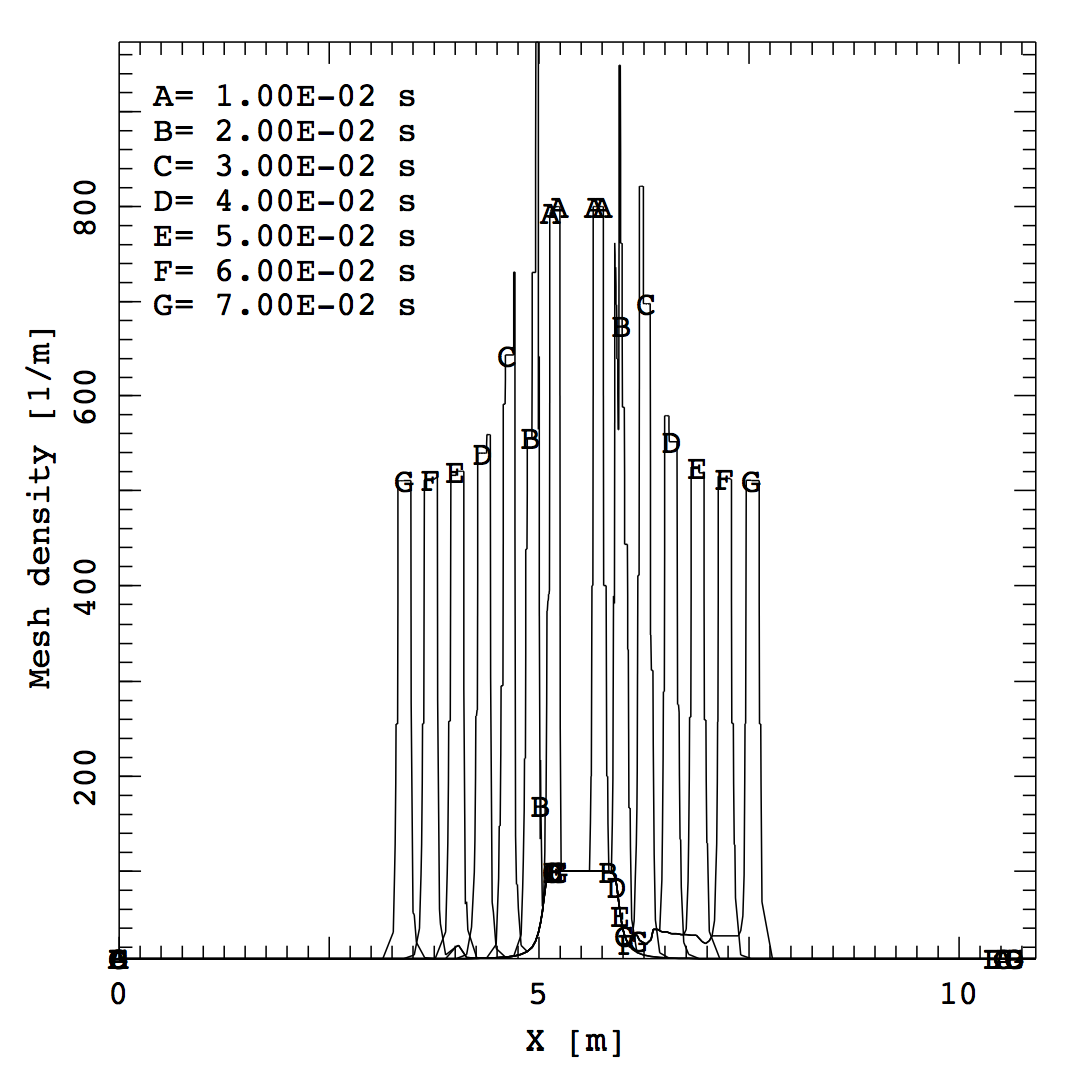 A= 1.00E-02 s
B= 2.00E-02 s
C= 3.00E-02 s
D= 4.00E-02 s
E= 5.00E-02 s
F= 6.00E-02 s
G= 7.00E-02 s
A A A A
B
C
C
B
D
D
G F E
E F G
B
B
D
E
G
Mesh density [1/m]
800
600
400
200
0 5 10
X [m]